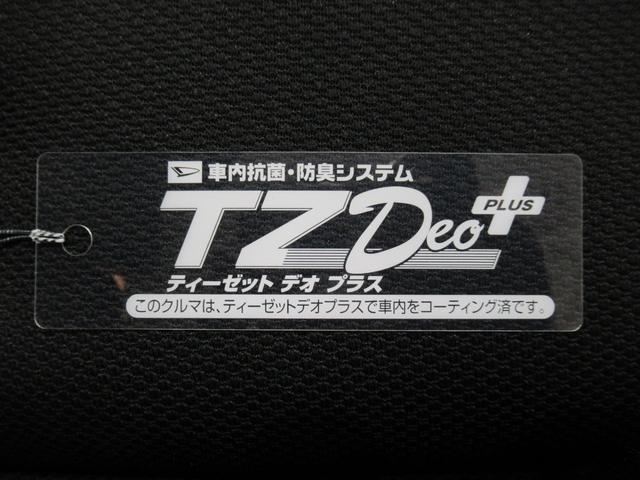 車内抗菌・防臭システム
TZ Deo PLUS
ティーゼット デオ プラス
このクルマは、ティーゼットデオプラスで車内をコーティング済です。